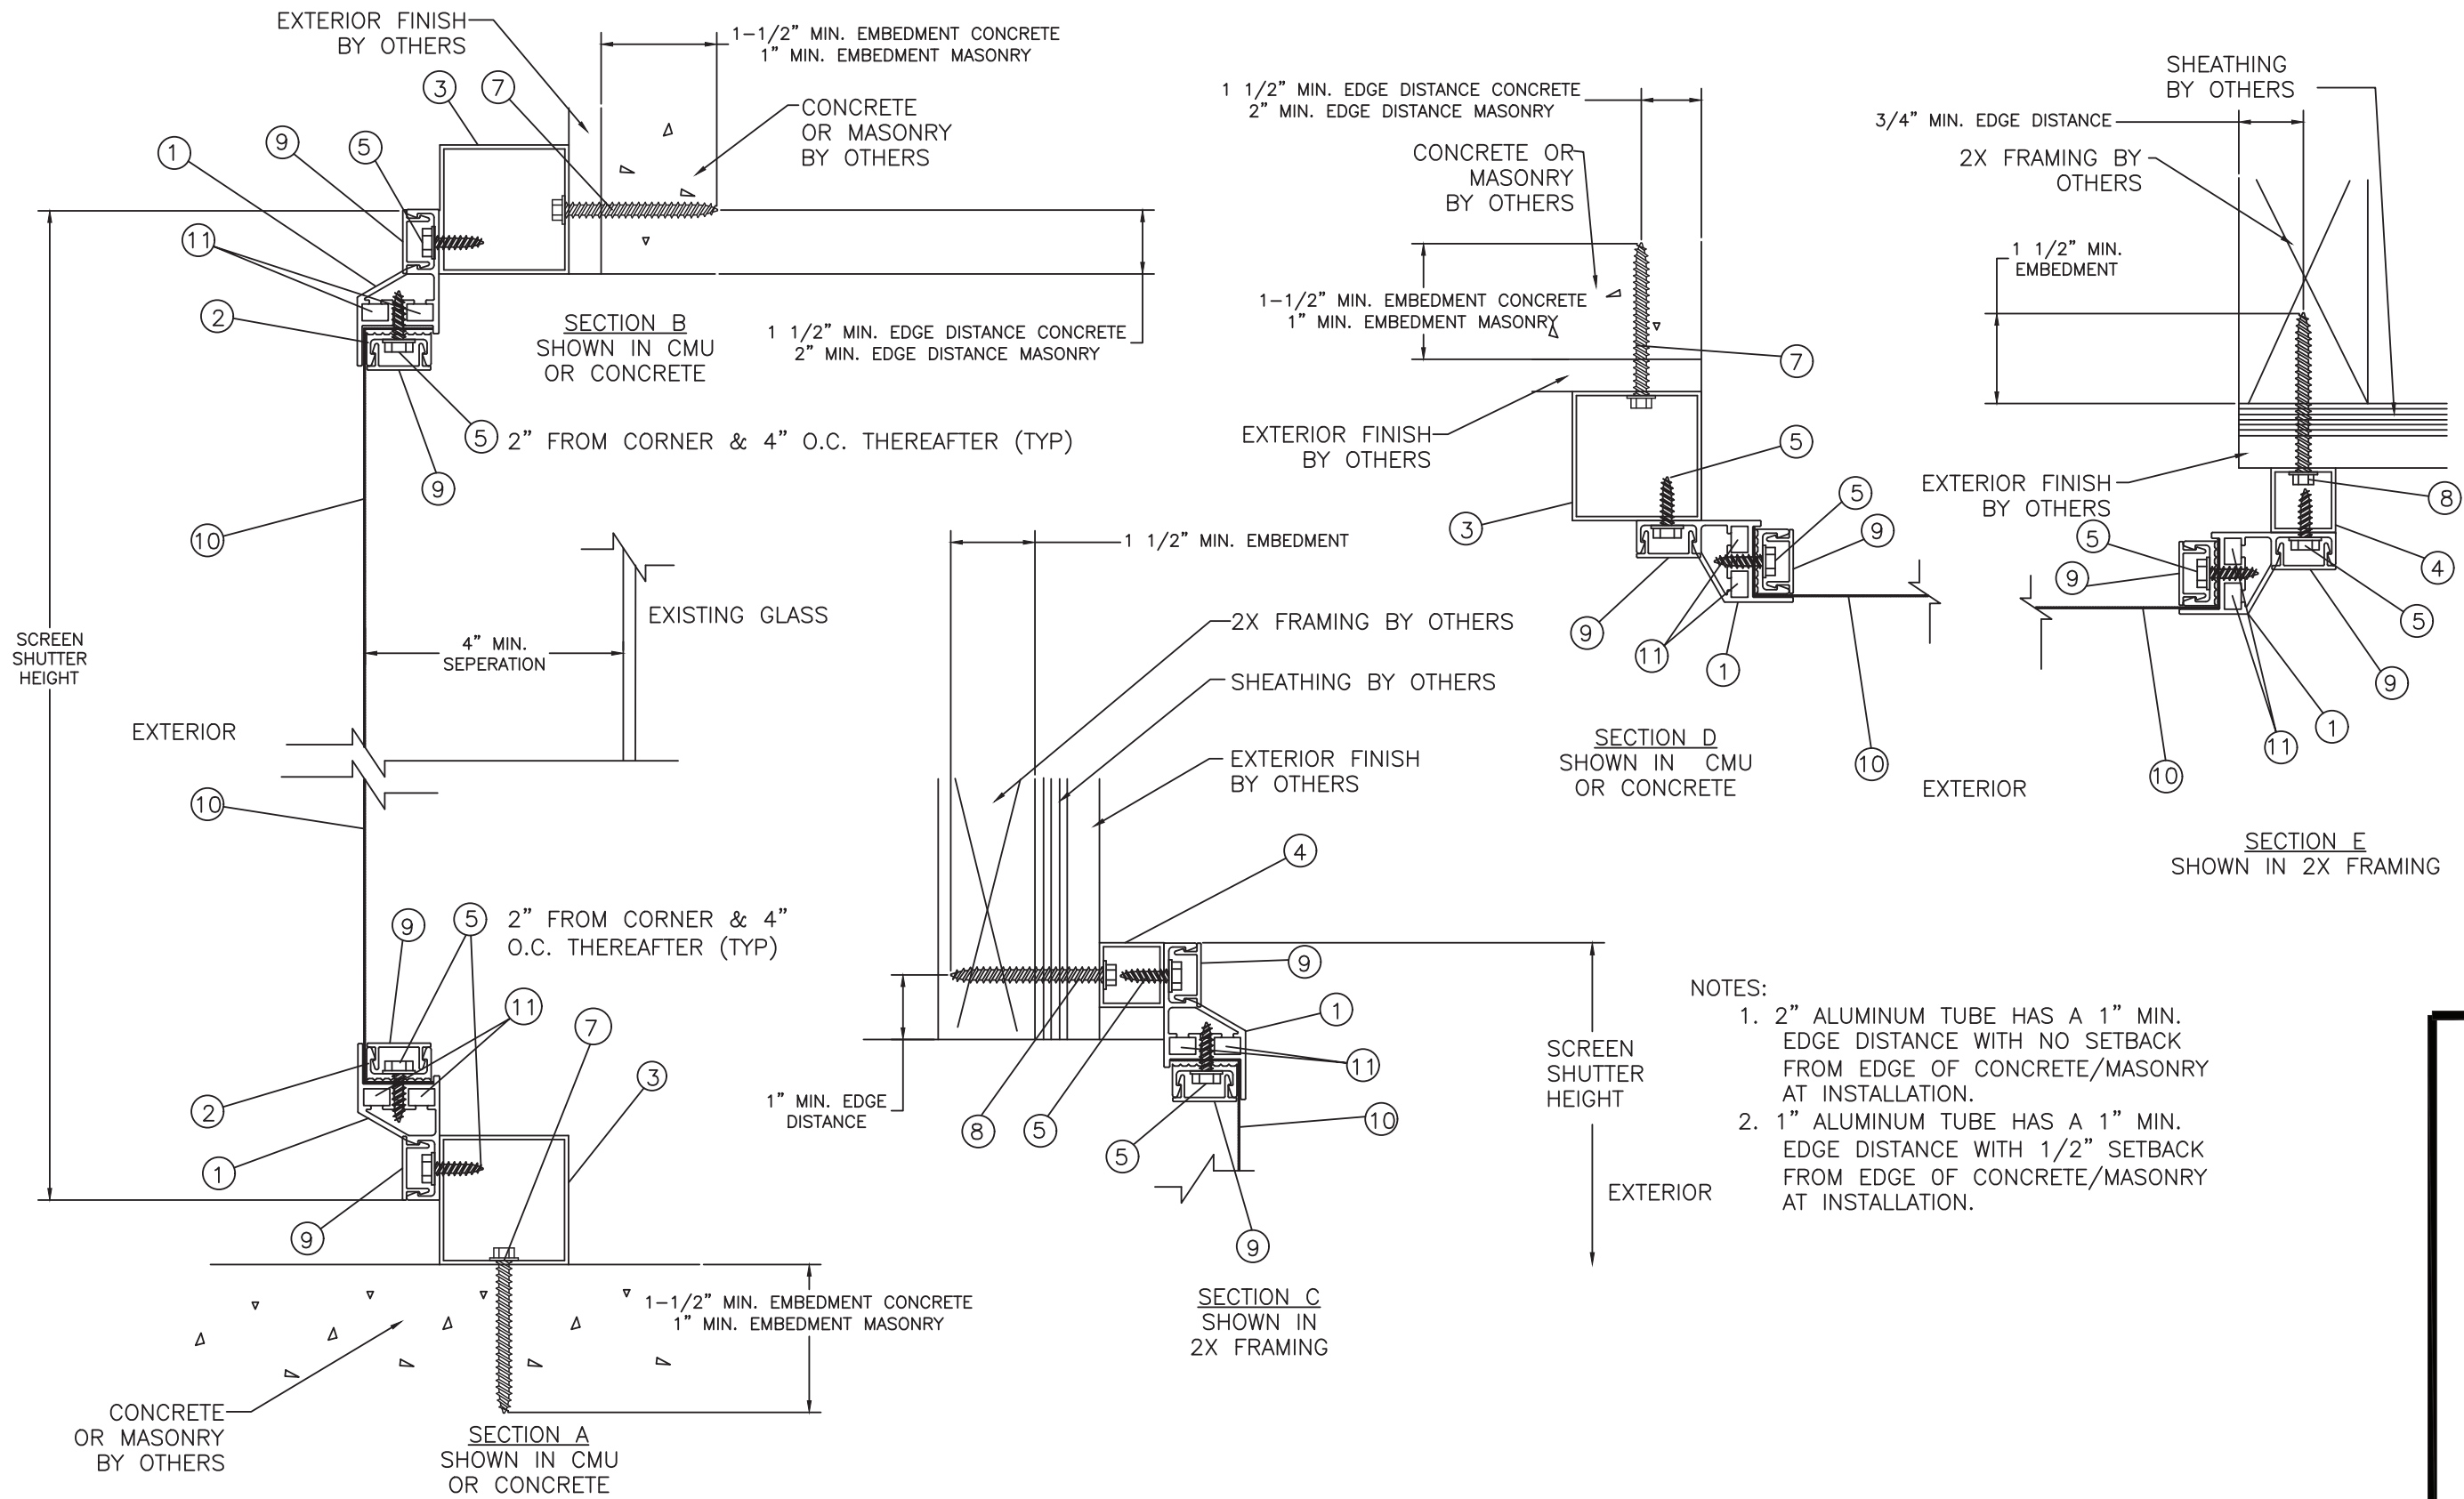 EXTERIOR FINISH
BY OTHERS
1-1/2" MIN. EMBEDMENT CONCRETE
1" MIN. EMBEDMENT MASONRY
3
7
CONCRETE
OR MASONRY
BY OTHERS
1
9
5
11
2
SECTION B
SHOWN IN CMU
OR CONCRETE
1 1/2" MIN. EDGE DISTANCE CONCRETE
2" MIN. EDGE DISTANCE MASONRY
5
2" FROM CORNER & 4" O.C. THEREAFTER (TYP)
9
10
EXISTING GLASS
4" MIN.
SEPERATION
SCREEN
SHUTTER
HEIGHT
EXTERIOR
10
9
5
2" FROM CORNER & 4"
O.C. THEREAFTER (TYP)
11
7
3
2
1
9
1-1/2" MIN. EMBEDMENT CONCRETE
1" MIN. EMBEDMENT MASONRY
CONCRETE
OR MASONRY
BY OTHERS
SECTION A
SHOWN IN CMU
OR CONCRETE
1 1/2" MIN. EMBEDMENT
2X FRAMING BY OTHERS
SHEATHING BY OTHERS
EXTERIOR FINISH
BY OTHERS
4
9
1
11
10
1" MIN. EDGE
DISTANCE
8
5
5
9
SECTION C
SHOWN IN
2X FRAMING
SCREEN
SHUTTER
HEIGHT
EXTERIOR
1 1/2" MIN. EDGE DISTANCE CONCRETE
2" MIN. EDGE DISTANCE MASONRY
CONCRETE OR
MASONRY
BY OTHERS
1-1/2" MIN. EMBEDMENT CONCRETE
1" MIN. EMBEDMENT MASONRY
7
EXTERIOR FINISH
BY OTHERS
5
3
5
9
9
11
1
10
SECTION D
SHOWN IN CMU
OR CONCRETE
EXTERIOR
SHEATHING
BY OTHERS
3/4" MIN. EDGE DISTANCE
2X FRAMING BY
OTHERS
1 1/2" MIN.
EMBEDMENT
EXTERIOR FINISH
BY OTHERS
8
5
4
9
5
9
1
11
10
SECTION E
SHOWN IN 2X FRAMING
NOTES:
1. 2" ALUMINUM TUBE HAS A 1" MIN.
EDGE DISTANCE WITH NO SETBACK
FROM EDGE OF CONCRETE/MASONRY
AT INSTALLATION.
2. 1" ALUMINUM TUBE HAS A 1" MIN.
EDGE DISTANCE WITH 1/2" SETBACK
FROM EDGE OF CONCRETE/MASONRY
AT INSTALLATION.